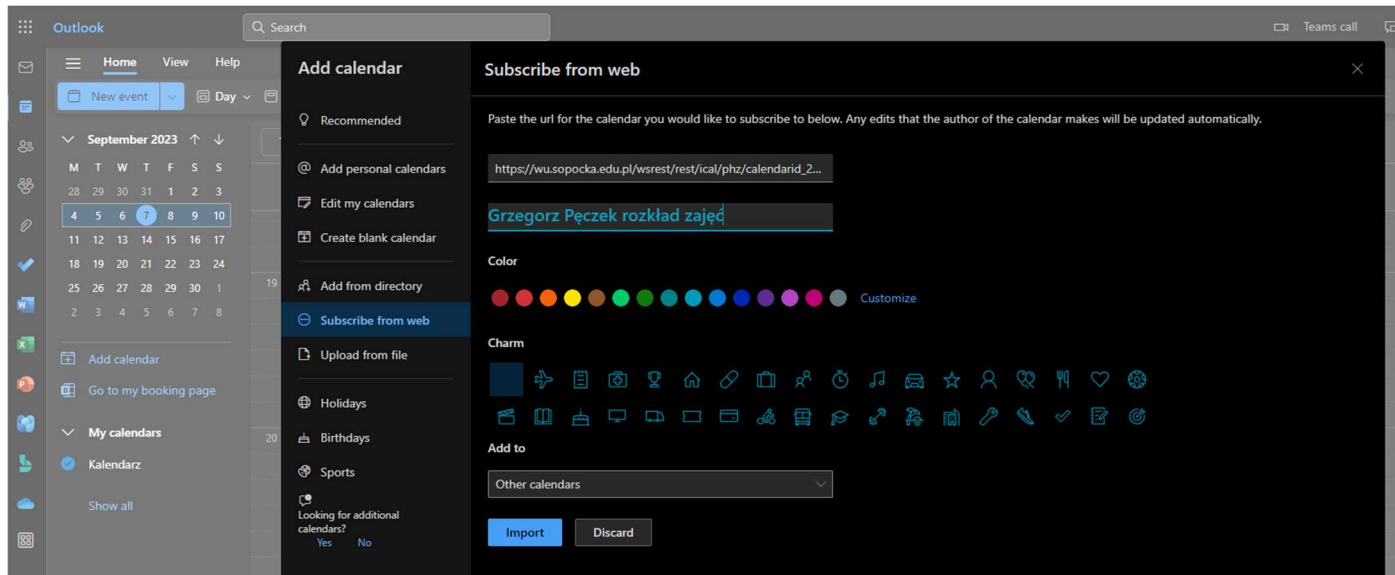 Outlook
Search
Teams call
Home View Help
New event
Day
September 2023
M T W T F S S
28 29 30 31 1 2 3
4 5 6 7 8 9 10
11 12 13 14 15 16 17
18 19 20 21 22 23 24
25 26 27 28 29 30 1
2 3 4 5 6 7 8
Add calendar
Go to my booking page
My calendars
Kalendarz
Show all
19
20
Add calendar
Recommended
Add personal calendars
Edit my calendars
Create blank calendar
Add from directory
Subscribe from web
Upload from file
Holidays
Birthdays
Sports
Looking for additional
calendars?
Yes No
Subscribe from web
Paste the url for the calendar you would like to subscribe to below. Any edits that the author of the calendar makes will be updated automatically.
https://wu.sopocka.edu.pl/wsrest/rest/ical/phz/calendarid_2...
Grzegorz Pęczek rozkład zajęć
Color
Customize
Charm
Add to
Other calendars
Import Discard